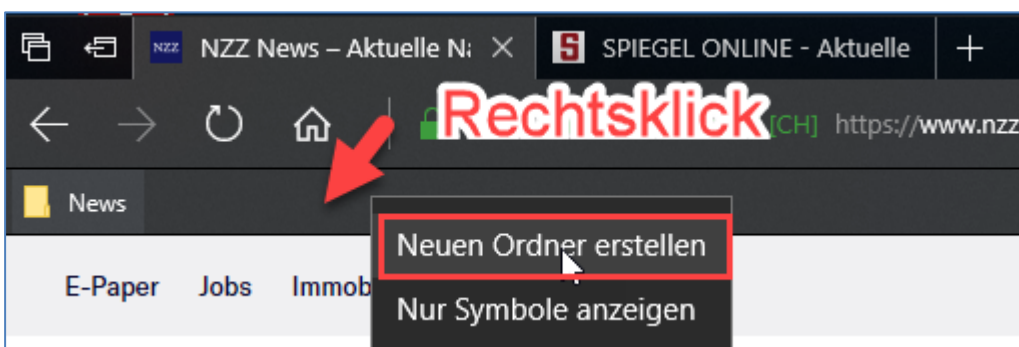 NZZ NZZ News – Aktuelle Na S SPIEGEL ONLINE - Aktuelle
Rechtsklick
[CH] https://www.nzz
News
Neuen Ordner erstellen
E-Paper Jobs Immob
Nur Symbole anzeigen